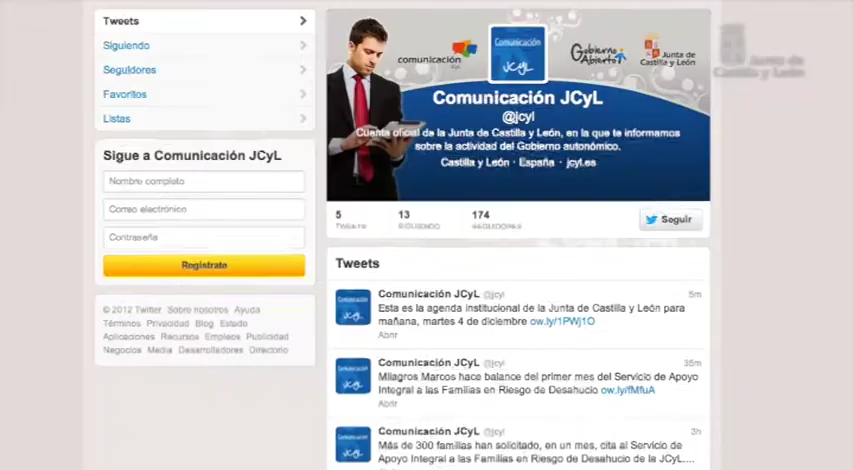 Tweets
Siguiendo
Seguidores
Favoritos
Listas
Sigue a Comunicación JCyL
Nombre completo
Correo electrónico
Contraseña
Regístrate
© 2012 Twitter Sobre nosotros Ayuda
Términos Privacidad Blog Estado
Aplicaciones Recursos Empleos Publicidad
Negocios Media Desarrolladores Directorio
comunicación
Comunicación
JCyL
Gobierno
Abierto
Junta de
Castilla y León
Junta de
Castilla y León
Comunicación JCyL
@jcyl
Cuenta oficial de la Junta de Castilla y León, en la que te informamos
sobre la actividad del Gobierno autonómico.
Castilla y León · España · jcyl.es
5 13 174
TWEETS SIGUIENDO SEGUIDORES
Seguir
Tweets
Comunicación JCyL @jcyl 5m
Esta es la agenda institucional de la Junta de Castilla y León para
mañana, martes 4 de diciembre ow.ly/1PWj1O
Abrir
Comunicación JCyL @jcyl 35m
Milagros Marcos hace balance del primer mes del Servicio de Apoyo
Integral a las Familias en Riesgo de Desahucio ow.ly/fMfuA
Abrir
Comunicación JCyL @jcyl 3h
Más de 300 familias han solicitado, en un mes, cita al Servicio de
Apoyo Integral a las Familias en Riesgo de Desahucio de la JCyL....